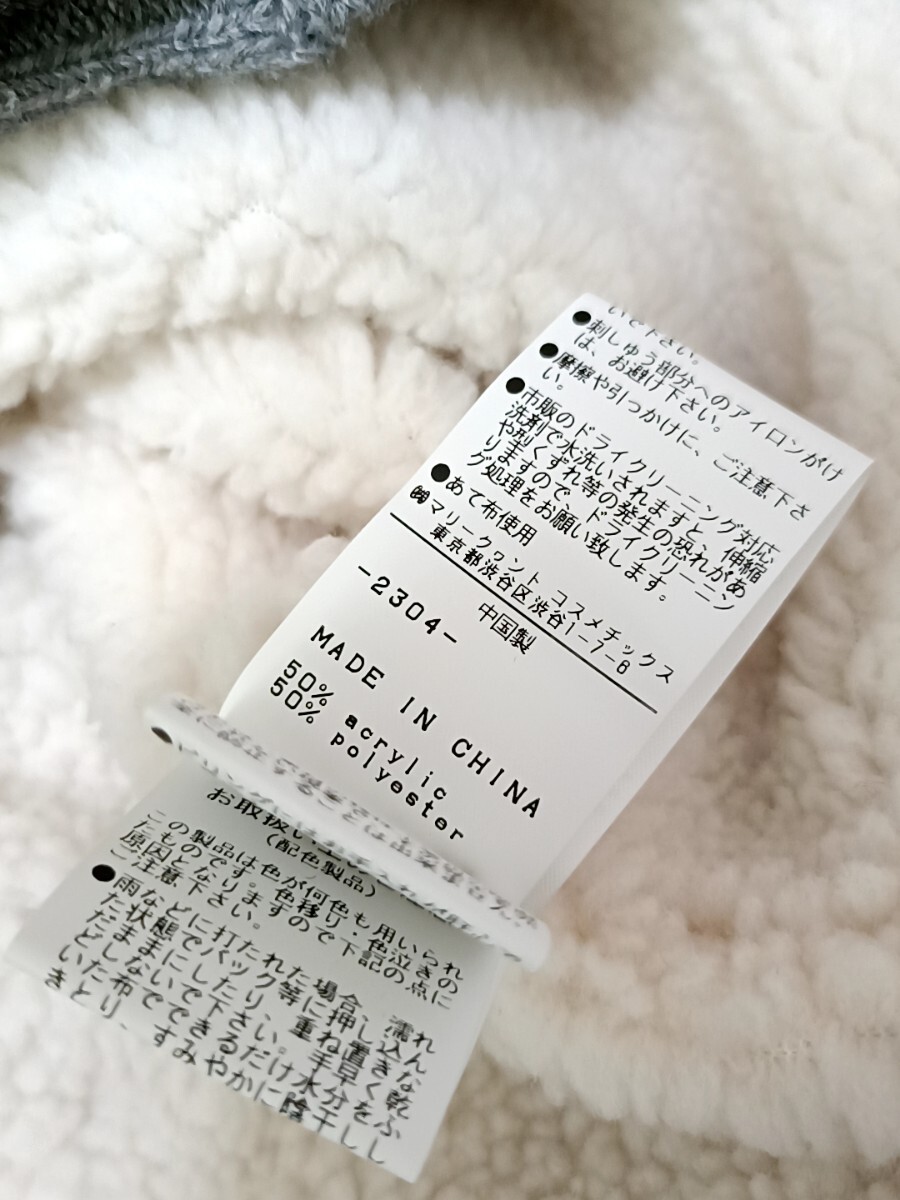 いで下さい。
●刺しゅう部分へのアイロンがけ
は、お避け下さい。
●摩擦や引っかけに、ご注意下さ
い。
●市販のドライクリーニング対応
洗剤で水洗いされますと、伸縮
や型くずれ等の発生の恐れがあ
りますので、ドライクリーニン
グ処理をお願い致します。
●あて布使用
㈱マリークヮント コスメチックス
東京都渋谷区渋谷1-7-6
中国製
-2304-
MADE IN CHINA
50% acrylic
50% polyester
お取扱い
(配色製品)
この製品は色が何色も用いられ
たものです。色移り・色泣きの
原因となりますので下記の点に
ご注意下さい。
●雨などに打たれた場合、濡れ
た状態でバック等に押し込ん
だままにしたり、重ね置きな
どしないで下さい。手早く乾
いた布でできるだけ水分をふ
きとり、すみやかに陰干しし